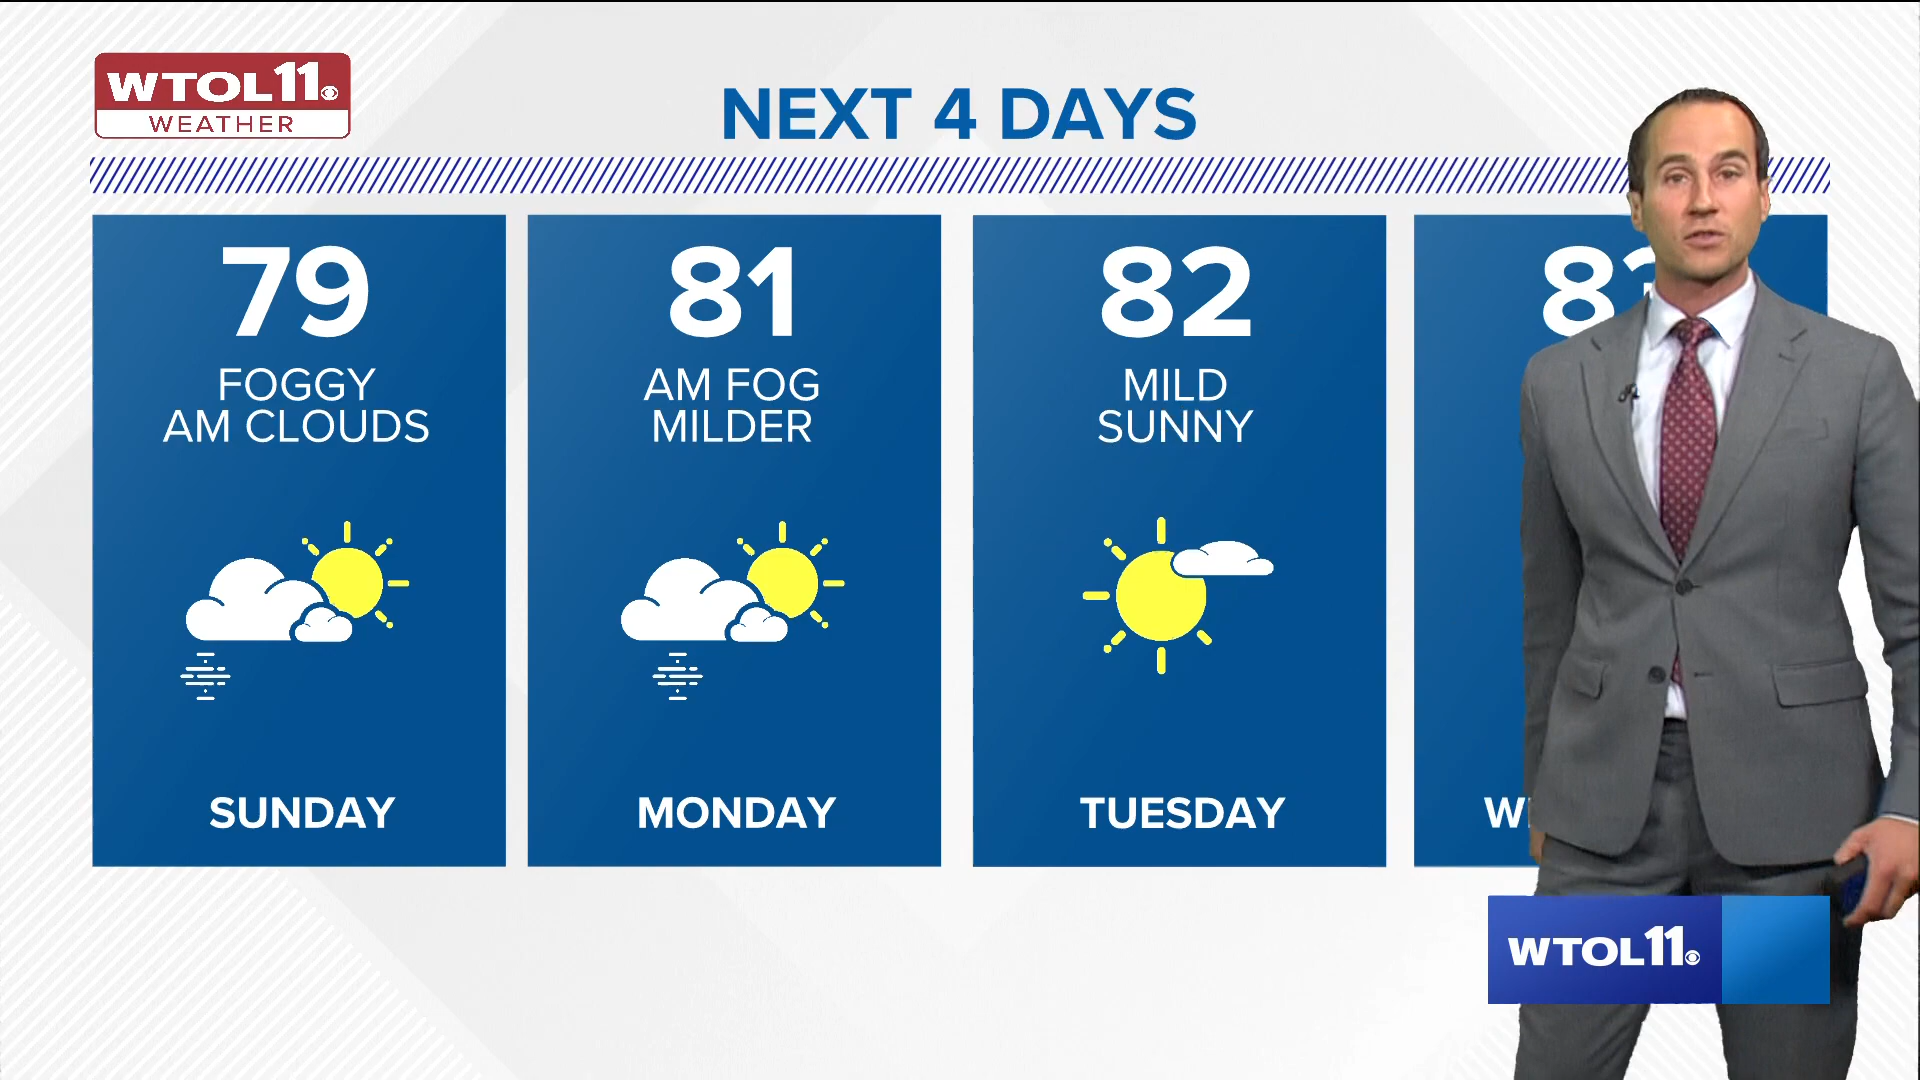 WTOL11
WEATHER
NEXT 4 DAYS
79
FOGGY
AM CLOUDS
SUNDAY
81
AM FOG
MILDER
MONDAY
82
MILD
SUNNY
TUESDAY
WTOL11